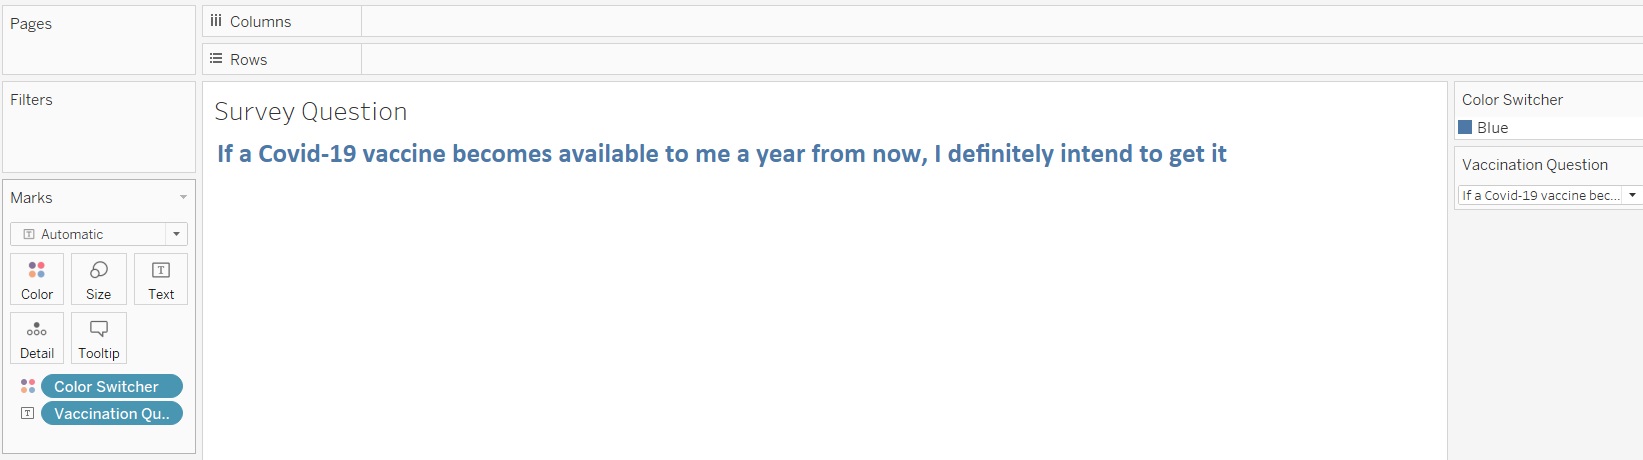 Pages
Columns
Rows
Filters
Survey Question
If a Covid-19 vaccine becomes available to me a year from now, I definitely intend to get it
Color Switcher
Blue
Vaccination Question
If a Covid-19 vaccine bec...
Marks
Automatic
Color
Size
Text
Detail
Tooltip
Color Switcher
Vaccination Qu..